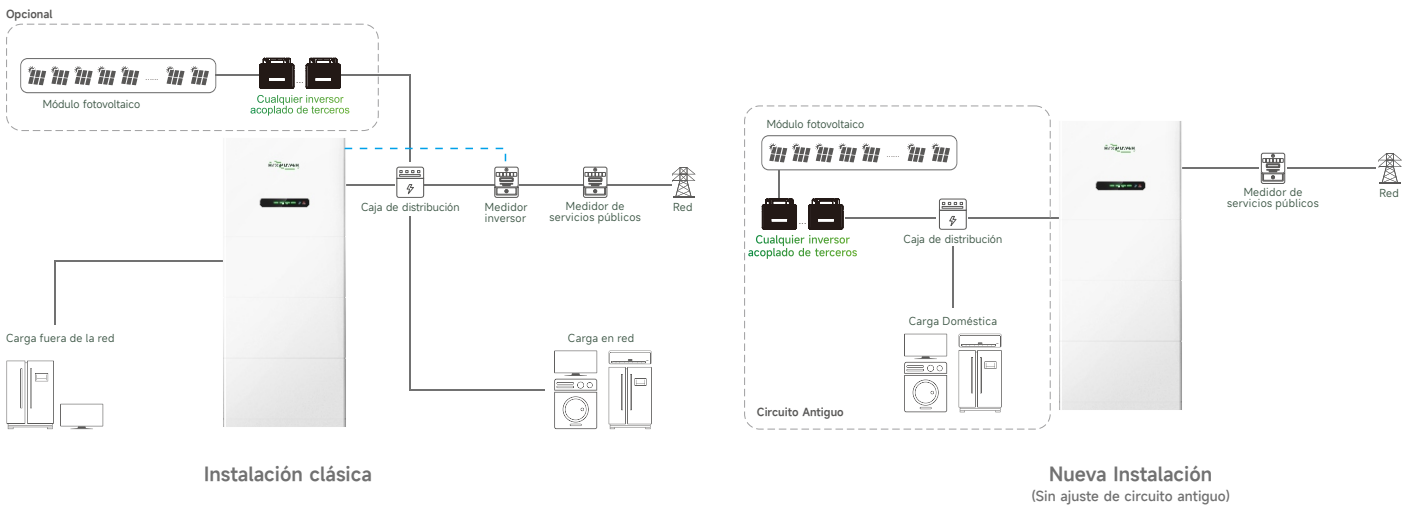 Opcional
Módulo fotovoltaico
Cualquier inversor
acoplado de terceros
Caja de distribución
Medidor
inversor
Medidor de
servicios públicos
Red
Carga fuera de la red
Carga en red
Instalación clásica
Módulo fotovoltaico
Cualquier inversor
acoplado de terceros
Caja de distribución
Medidor de
servicios públicos
Red
Carga Doméstica
Circuito Antiguo
Nueva Instalación
(Sin ajuste de circuito antiguo)